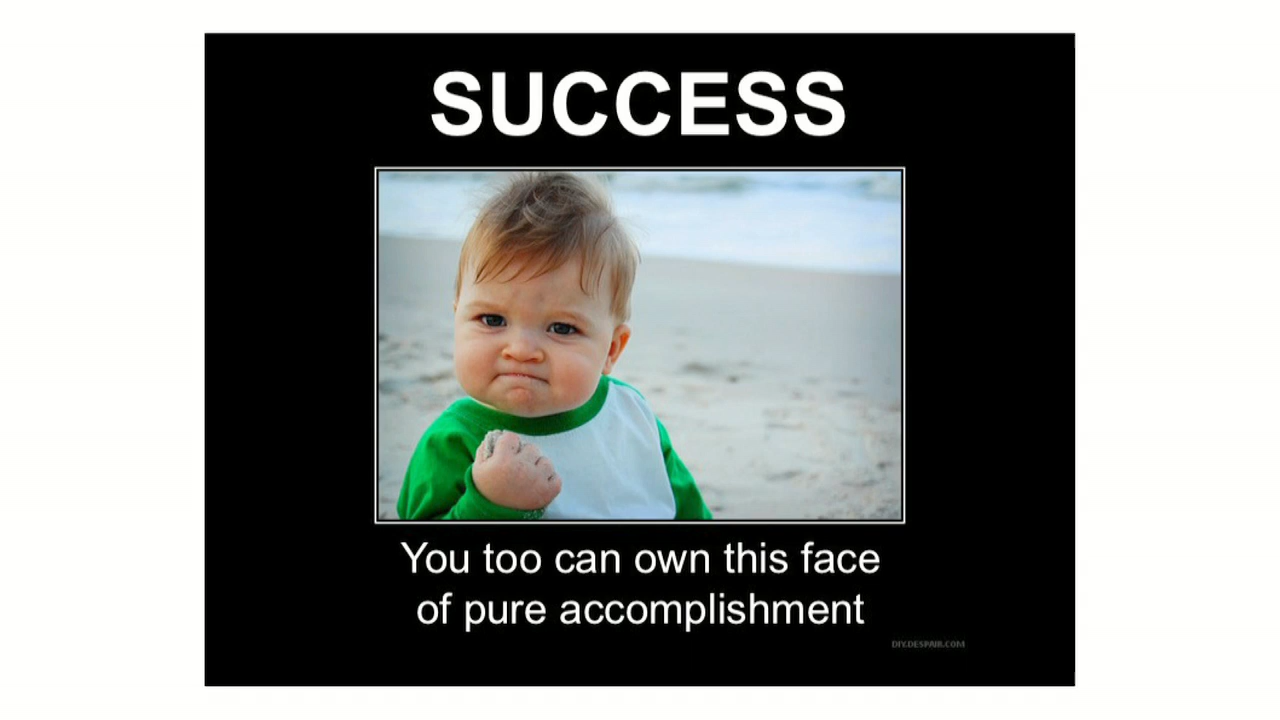 SUCCESS
You too can own this face
of pure accomplishment
DIY.DESPAIR.COM